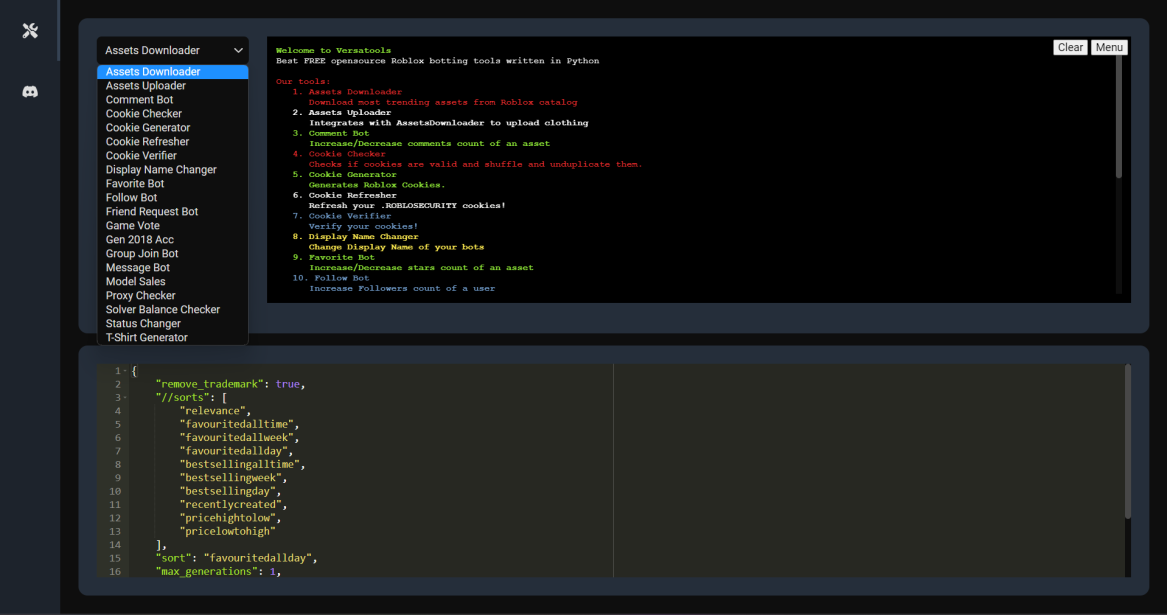 Assets Downloader
Assets Downloader
Assets Uploader
Comment Bot
Cookie Checker
Cookie Generator
Cookie Refresher
Cookie Verifier
Display Name Changer
Favorite Bot
Follow Bot
Friend Request Bot
Game Vote
Gen 2018 Acc
Group Join Bot
Message Bot
Model Sales
Proxy Checker
Solver Balance Checker
Status Changer
T-Shirt Generator
Clear Menu
Welcome to Versatools
Best FREE opensource Roblox botting tools written in Python
Our tools:
1. Assets Downloader
Download most trending assets from Roblox catalog
2. Assets Uploader
Integrates with AssetsDownloader to upload clothing
3. Comment Bot
Increase/Decrease comments count of an asset
4. Cookie Checker
Checks if cookies are valid and shuffle and unduplicate them.
5. Cookie Generator
Generates Roblox Cookies.
6. Cookie Refresher
Refresh your .ROBLOSECURITY cookies!
7. Cookie Verifier
Verify your cookies!
8. Display Name Changer
Change Display Name of your bots
9. Favorite Bot
Increase/Decrease stars count of an asset
10. Follow Bot
Increase Followers count of a user
1 {
2 "remove_trademark": true,
3 "//sorts": [
4 "relevance",
5 "favouritedalltime",
6 "favouritedallweek",
7 "favouritedallday",
8 "bestsellingalltime",
9 "bestsellingweek",
10 "bestsellingday",
11 "recentlycreated",
12 "pricehightolow",
13 "pricelowtohigh"
14 ],
15 "sort": "favouritedallday",
16 "max_generations": 1,